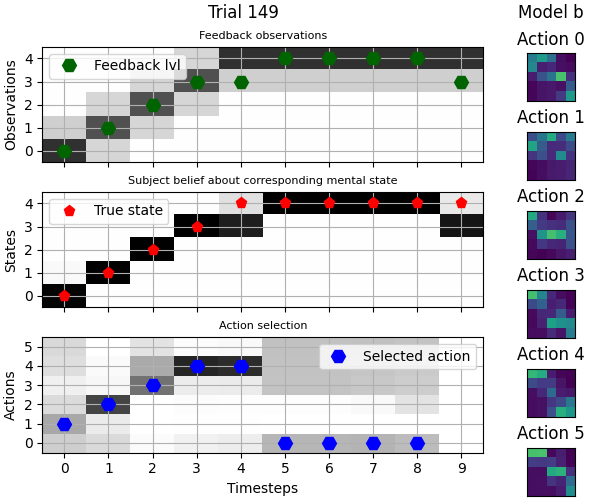 Trial 149
Model b
Feedback observations
Observations
4
3
2
1
0
Feedback lvl
Subject belief about corresponding mental state
States
4
3
2
1
0
True state
Action selection
Actions
5
4
3
2
1
0
Selected action
0 1 2 3 4 5 6 7 8 9
Timesteps
Action 0
Action 1
Action 2
Action 3
Action 4
Action 5